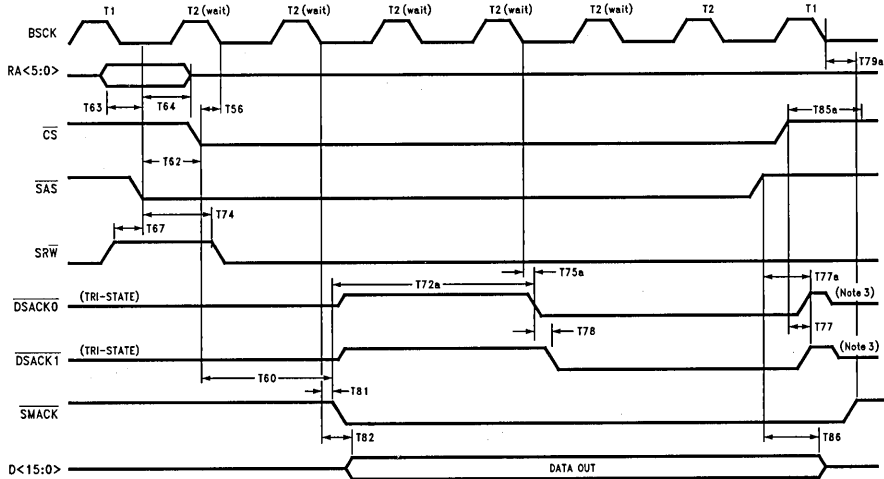 T1 T2 (wait) T2 (wait) T2 (wait) T2 (wait) T2 (wait) T2 T1
BSCK
T79a
RA<5:0>
T63 T64 T56
T85a
CS
T62
SAS
T74
T67
SRW
T75a
T72a T77a
DSACK0 (TRI-STATE) (Note 3)
T78 T77
DSACK1 (TRI-STATE) (Note 3)
T60 T81
SMACK
T82 T86
D<15:0> DATA OUT